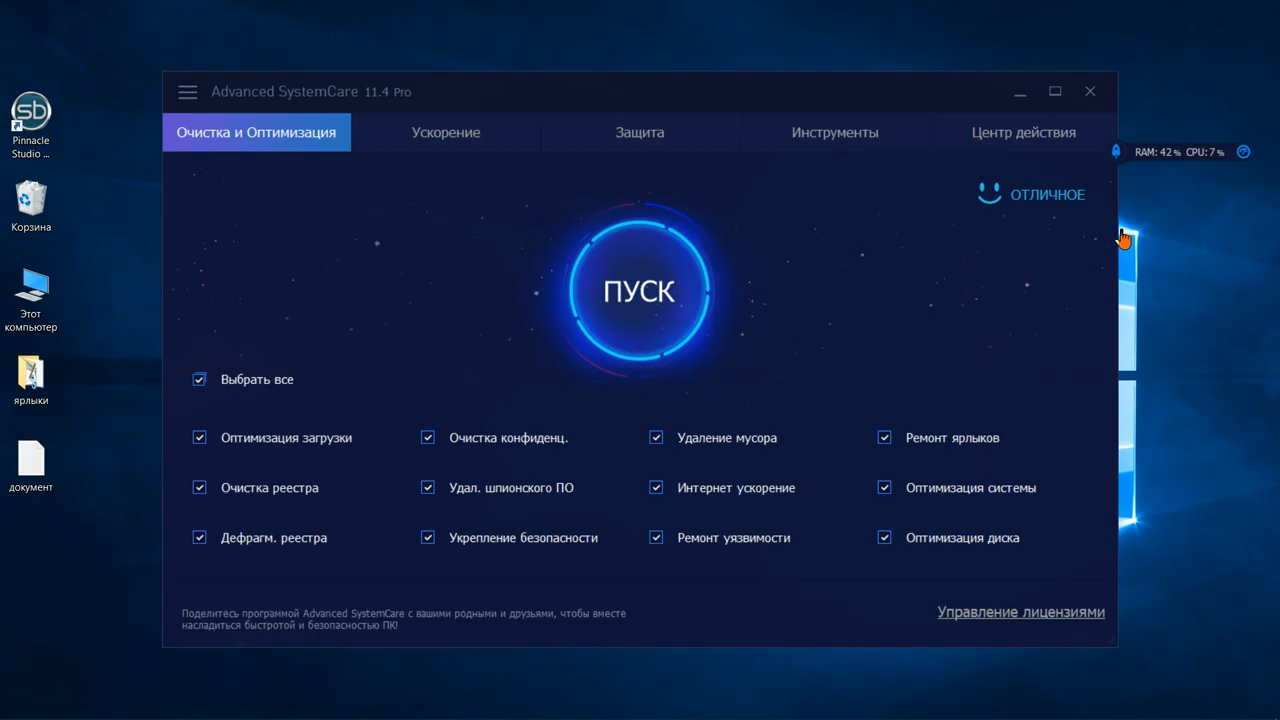 Advanced SystemCare 11.4 Pro
Очистка и Оптимизация
Ускорение
Защита
Инструменты
Центр действия
RAM: 42% CPU: 7%
ОТЛИЧНОЕ
ПУСК
Выбрать все
Оптимизация загрузки
Очистка конфиденц.
Удаление мусора
Ремонт ярлыков
Очистка реестра
Удал. шпионского ПО
Интернет ускорение
Оптимизация системы
Дефрагм. реестра
Укрепление безопасности
Ремонт уязвимости
Оптимизация диска
Поделитесь программой Advanced SystemCare с вашими родными и друзьями, чтобы вместе
насладиться быстротой и безопасностью ПК!
Управление лицензиями
sb
Pinnacle
Studio ...
Корзина
Этот
компьютер
ярлыки
документ